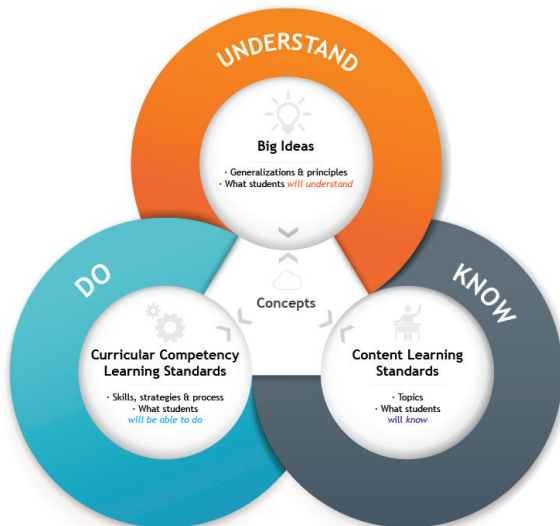 UNDERSTAND
Big Ideas
· Generalizations & principles
· What students will understand
DO
Curricular Competency
Learning Standards
· Skills, strategies & process
· What students
will be able to do
Concepts
KNOW
Content Learning
Standards
· Topics
· What students
will know